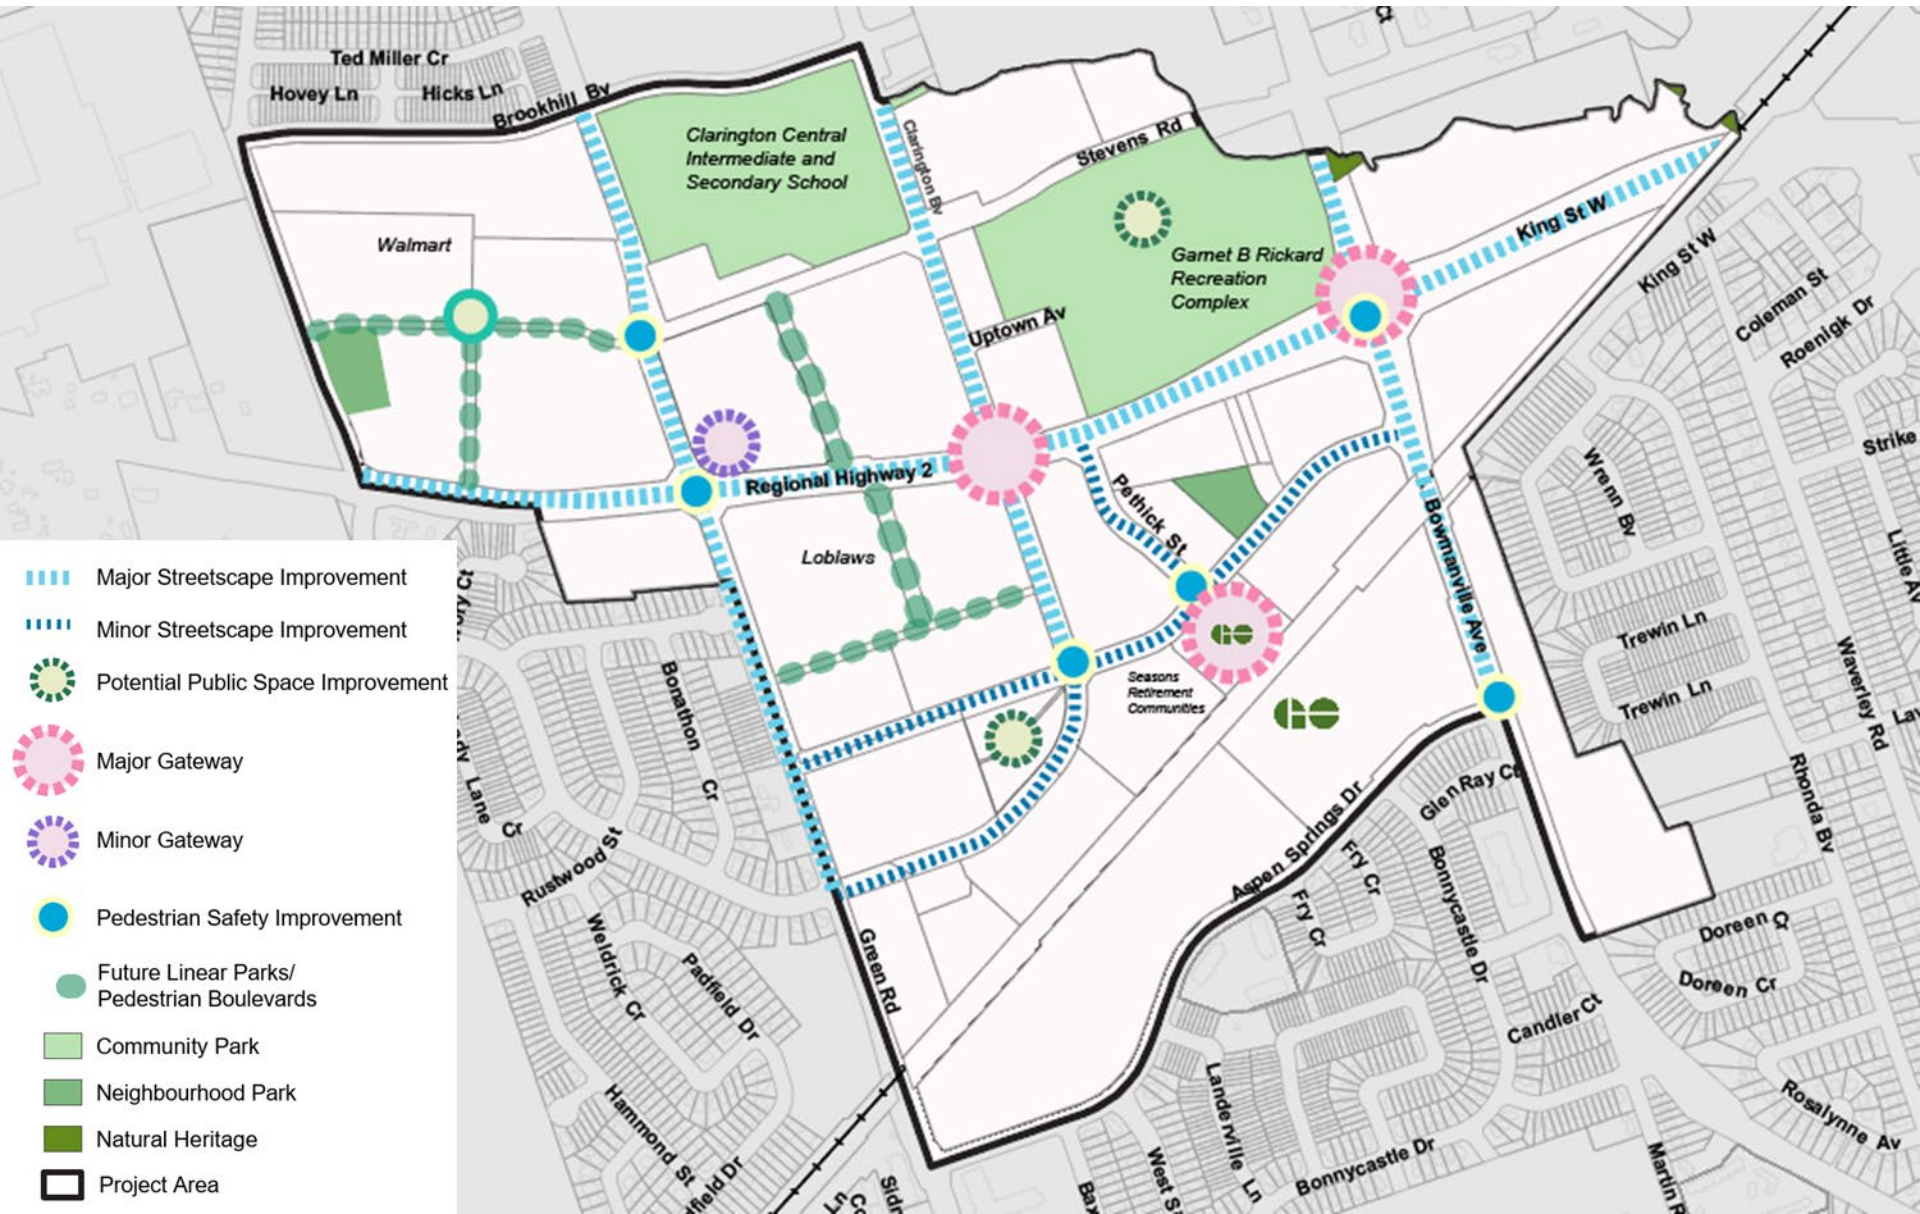 Ted Miller Cr
Hovey Ln
Hicks Ln
Brookhill Bv
Clarington Central
Intermediate and
Secondary School
Clarington Bv
Stevens Rd
Ct
Walmart
Garnet B Rickard
Recreation
Complex
Uptown Av
King St W
King St W
Coleman St
Roenigk Dr
Strike
Wrenn Bv
Little Av
Regional Highway 2
Pethick St
Loblaws
Bowmanville Ave
Trewin Ln
Trewin Ln
Waverley Rd
Rhonda Bv
GO
Seasons
Retirement
Communities
GO
Bonathon
Cr
Lane
Cr
Rustwood St
Weldrick Cr
Padfield Dr
Green Rd
Hammond St
Aspen Springs Dr
Glen Ray Ct
Fry Cr
Fry Cr
Bonnycastle Dr
Candler Ct
Doreen Cr
Doreen Cr
Rosalynne Av
Landerville Ln
Bonnycastle Dr
Ln
Major Streetscape Improvement
Minor Streetscape Improvement
Potential Public Space Improvement
Major Gateway
Minor Gateway
Pedestrian Safety Improvement
Future Linear Parks/
Pedestrian Boulevards
Community Park
Neighbourhood Park
Natural Heritage
Project Area